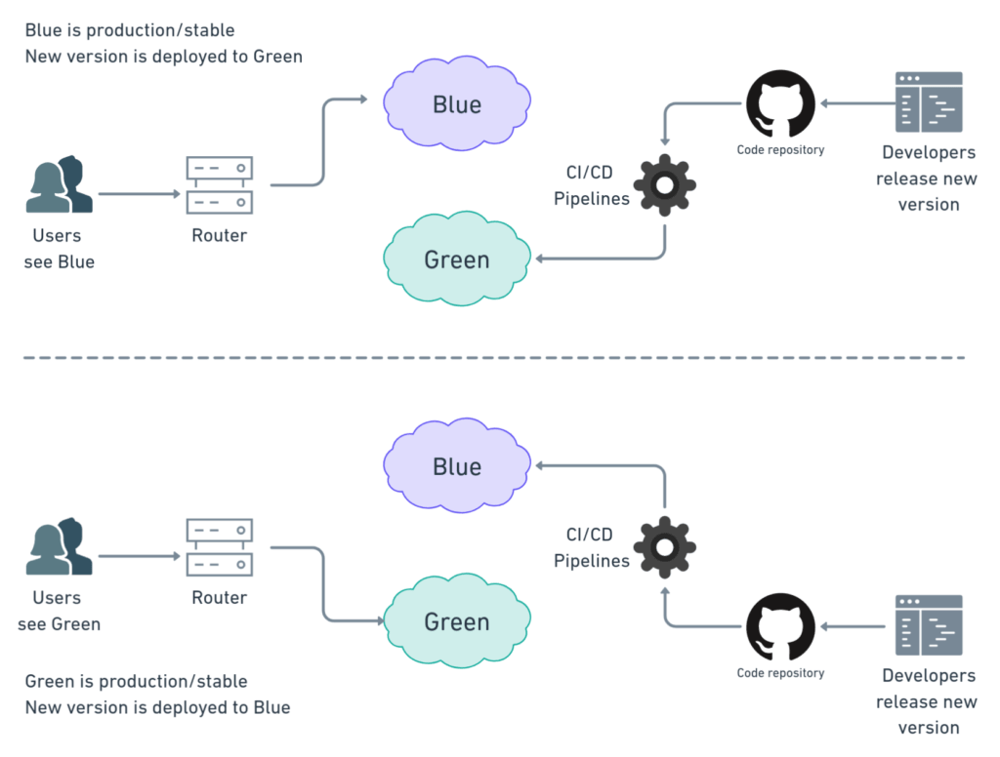 Blue is production/stable
New version is deployed to Green
Blue
Code repository
Developers
release new
version
CI/CD
Pipelines
Users
see Blue
Router
Green
Blue
CI/CD
Pipelines
Users
see Green
Router
Green
Code repository
Developers
release new
version
Green is production/stable
New version is deployed to Blue